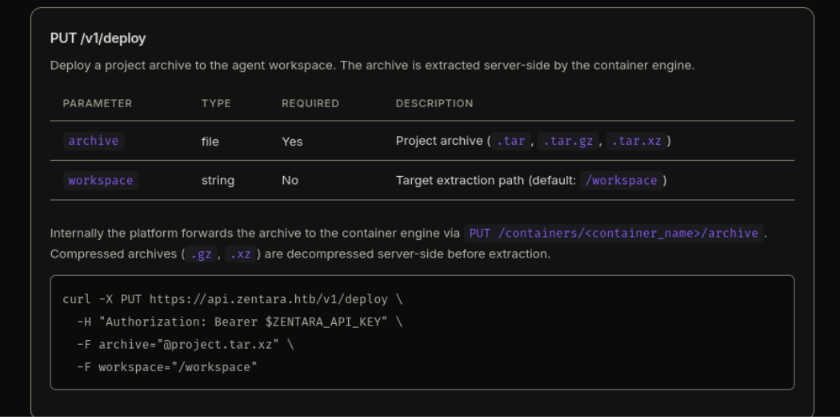 PUT /v1/deploy
Deploy a project archive to the agent workspace. The archive is extracted server-side by the container engine.
PARAMETER TYPE REQUIRED DESCRIPTION
archive file Yes Project archive ( .tar , .tar.gz , .tar.xz )
workspace string No Target extraction path (default: /workspace )
Internally the platform forwards the archive to the container engine via PUT /containers/<container_name>/archive .
Compressed archives ( .gz , .xz ) are decompressed server-side before extraction.
curl -X PUT https://api.zentara.htb/v1/deploy \
-H "Authorization: Bearer $ZENTARA_API_KEY" \
-F archive="@project.tar.xz" \
-F workspace="/workspace"